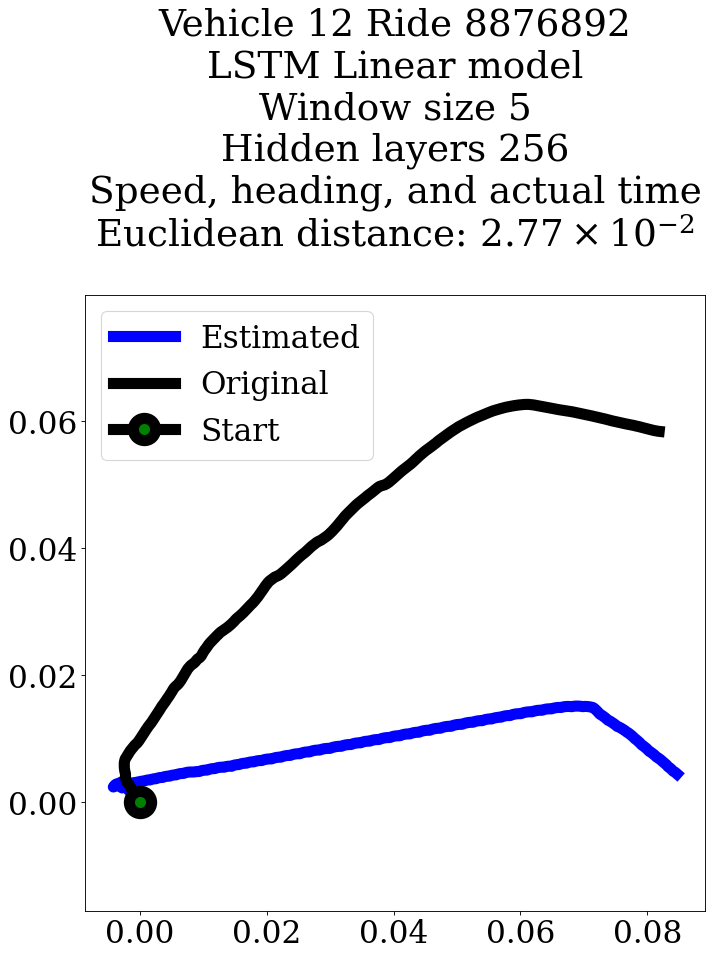 Vehicle 12 Ride 8876892
LSTM Linear model
Window size 5
Hidden layers 256
Speed, heading, and actual time
Euclidean distance: 2.77 × 10⁻²
Estimated
Original
Start
0.06
0.04
0.02
0.00
0.00 0.02 0.04 0.06 0.08